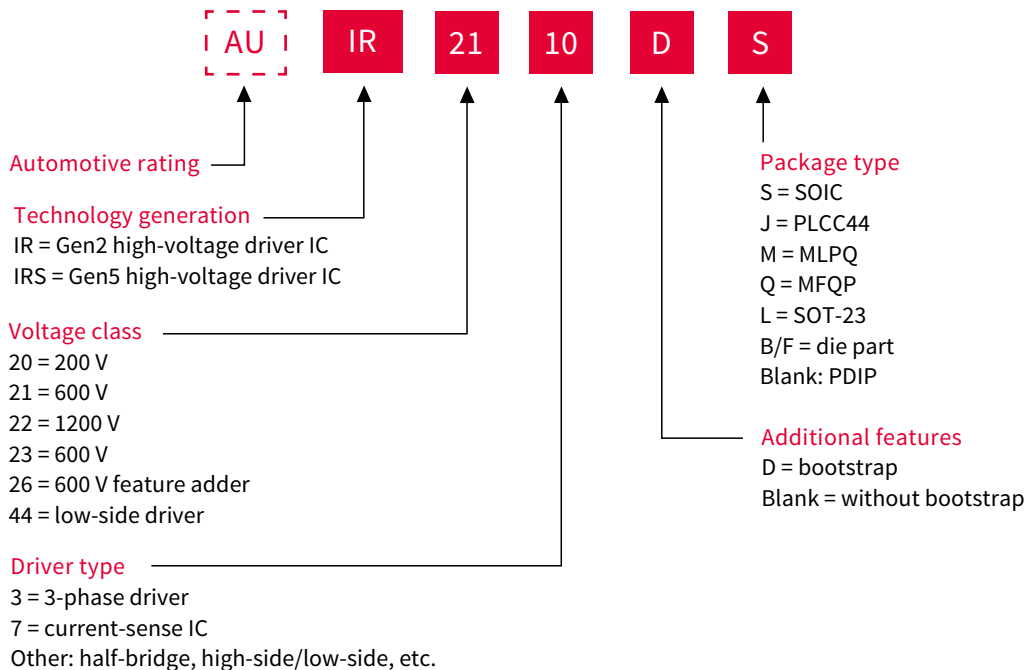 AU IR 21 10 D S
Automotive rating
Technology generation
IR = Gen2 high-voltage driver IC
IRS = Gen5 high-voltage driver IC
Voltage class
20 = 200 V
21 = 600 V
22 = 1200 V
23 = 600 V
26 = 600 V feature adder
44 = low-side driver
Driver type
3 = 3-phase driver
7 = current-sense IC
Other: half-bridge, high-side/low-side, etc.
Package type
S = SOIC
J = PLCC44
M = MLPQ
Q = MFQP
L = SOT-23
B/F = die part
Blank: PDIP
Additional features
D = bootstrap
Blank = without bootstrap